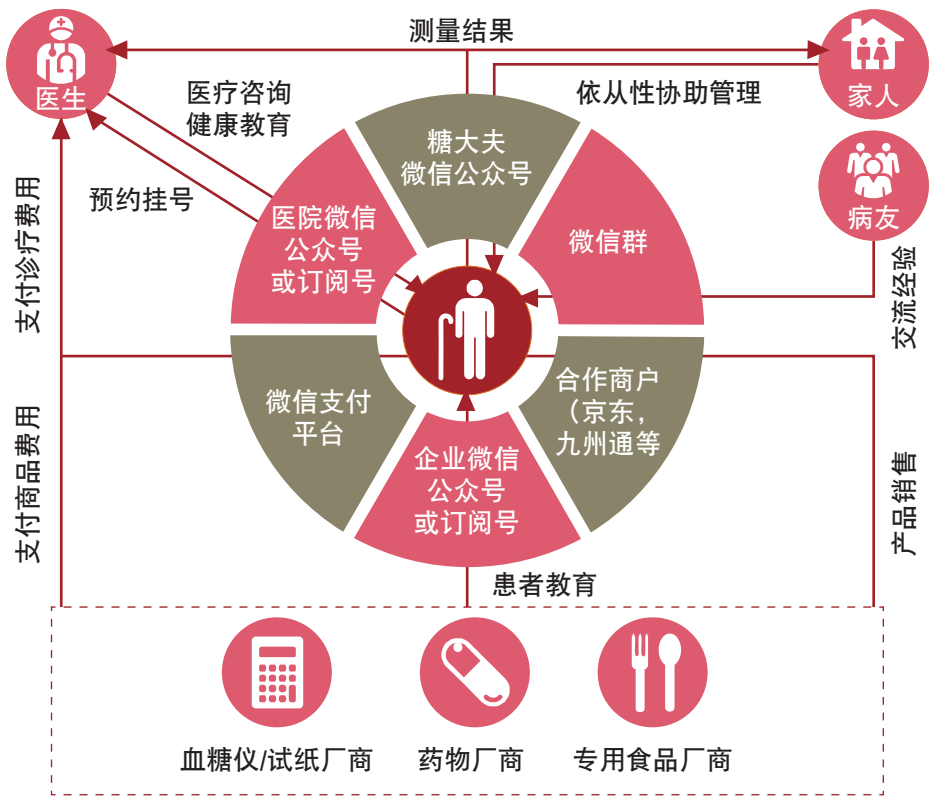 测量结果
医生
家人
医疗咨询
健康教育
依从性协助管理
糖大夫
微信公众号
预约挂号
病友
医院微信
公众号
或订阅号
微信群
支付诊疗费用
交流经验
微信支付
平台
合作商户
（京东，
九州通等
企业微信
公众号
或订阅号
支付商品费用
产品销售
患者教育
血糖仪/试纸厂商
药物厂商
专用食品厂商